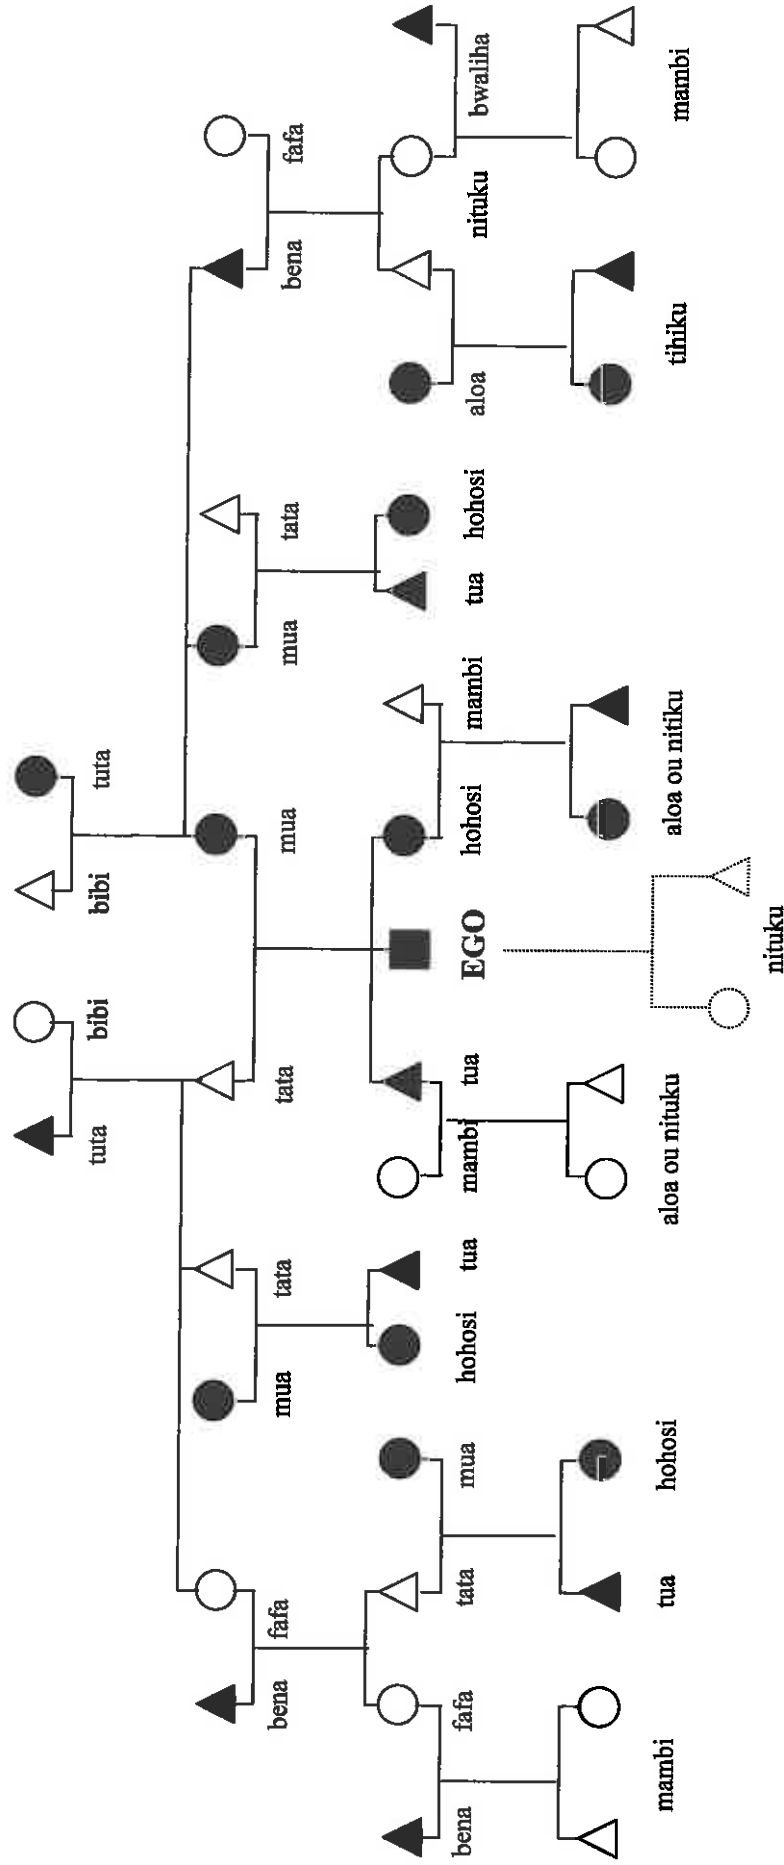 tuta bibi bibi tuta
bena fafa mua tata tata mua mua tata bena fafa
bena fafa tata mua hohosi tua mambi tua EGO hohosi mambi tua hohosi aloa nituku bwaliha
mambi tua hohosi aloa ou nituku aloa ou nitiku tihiku mambi
nituku